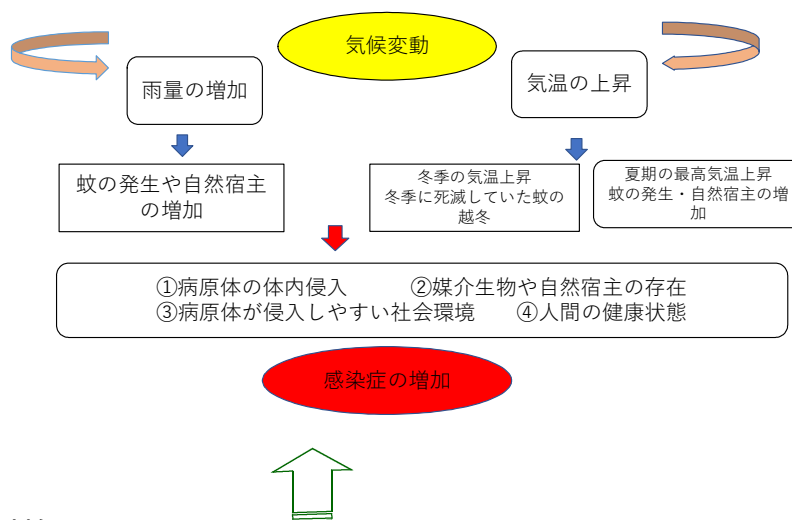 気候変動
雨量の増加
気温の上昇
蚊の発生や自然宿主
の増加
冬季の気温上昇
冬季に死滅していた蚊の
越冬
夏期の最高気温上昇
蚊の発生・自然宿主の増
加
①病原体の体内侵入 ②媒介生物や自然宿主の存在
③病原体が侵入しやすい社会環境 ④人間の健康状態
感染症の増加